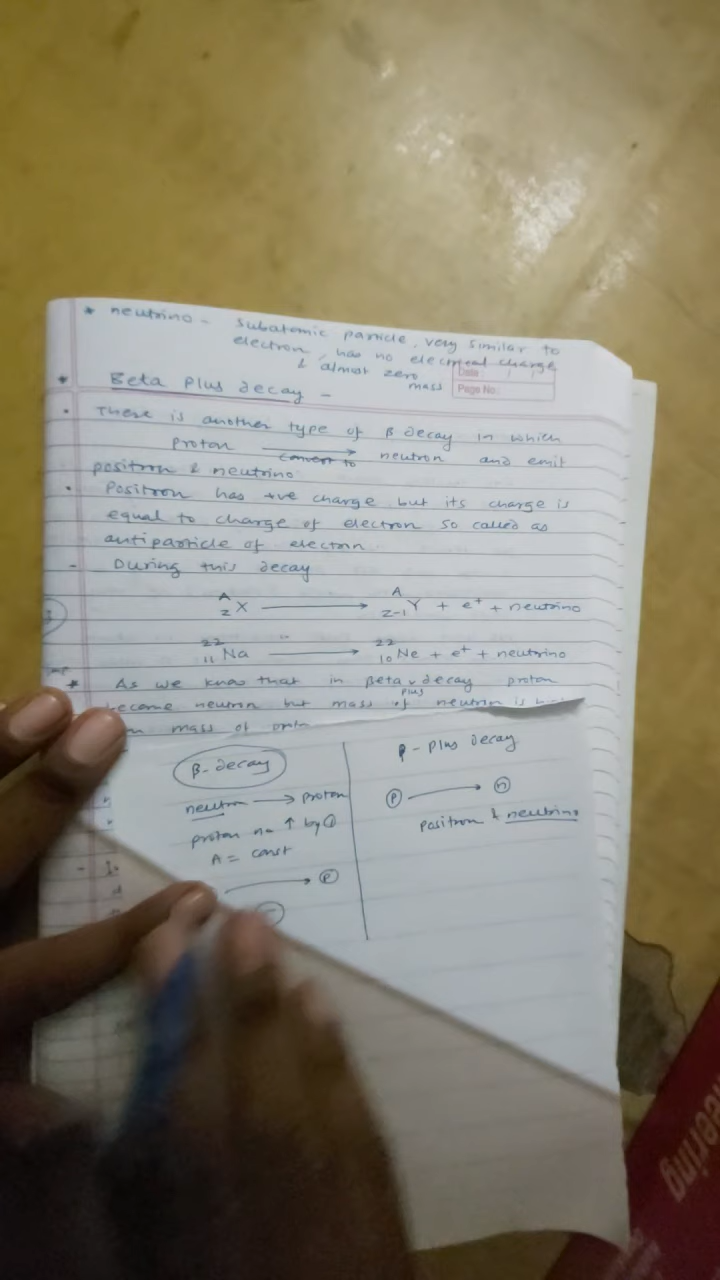 * neutrino - subatomic particle, very similar to
electron, has no electrical charge
& almost zero
mass
Date :
Page No :
* Beta plus decay -
• There is another type of β decay in which
proton → neutron and emit
convert to
positron & neutrino
• Positron has +ve charge but its charge is
equal to charge of electron so called as
antiparticle of electron.
- During this decay
A Z X → A Z-1 Y + e+ + neutrino
22 11 Na → 22 10 Ne + e+ + neutrino
* As we know that in Beta plus decay proton
become neutron but mass of neutron is
mass of
β-decay
neutron → proton
proton no ↑ by 1
A = const
→ p
β - plus decay
p → n
positron & neutrino
eering